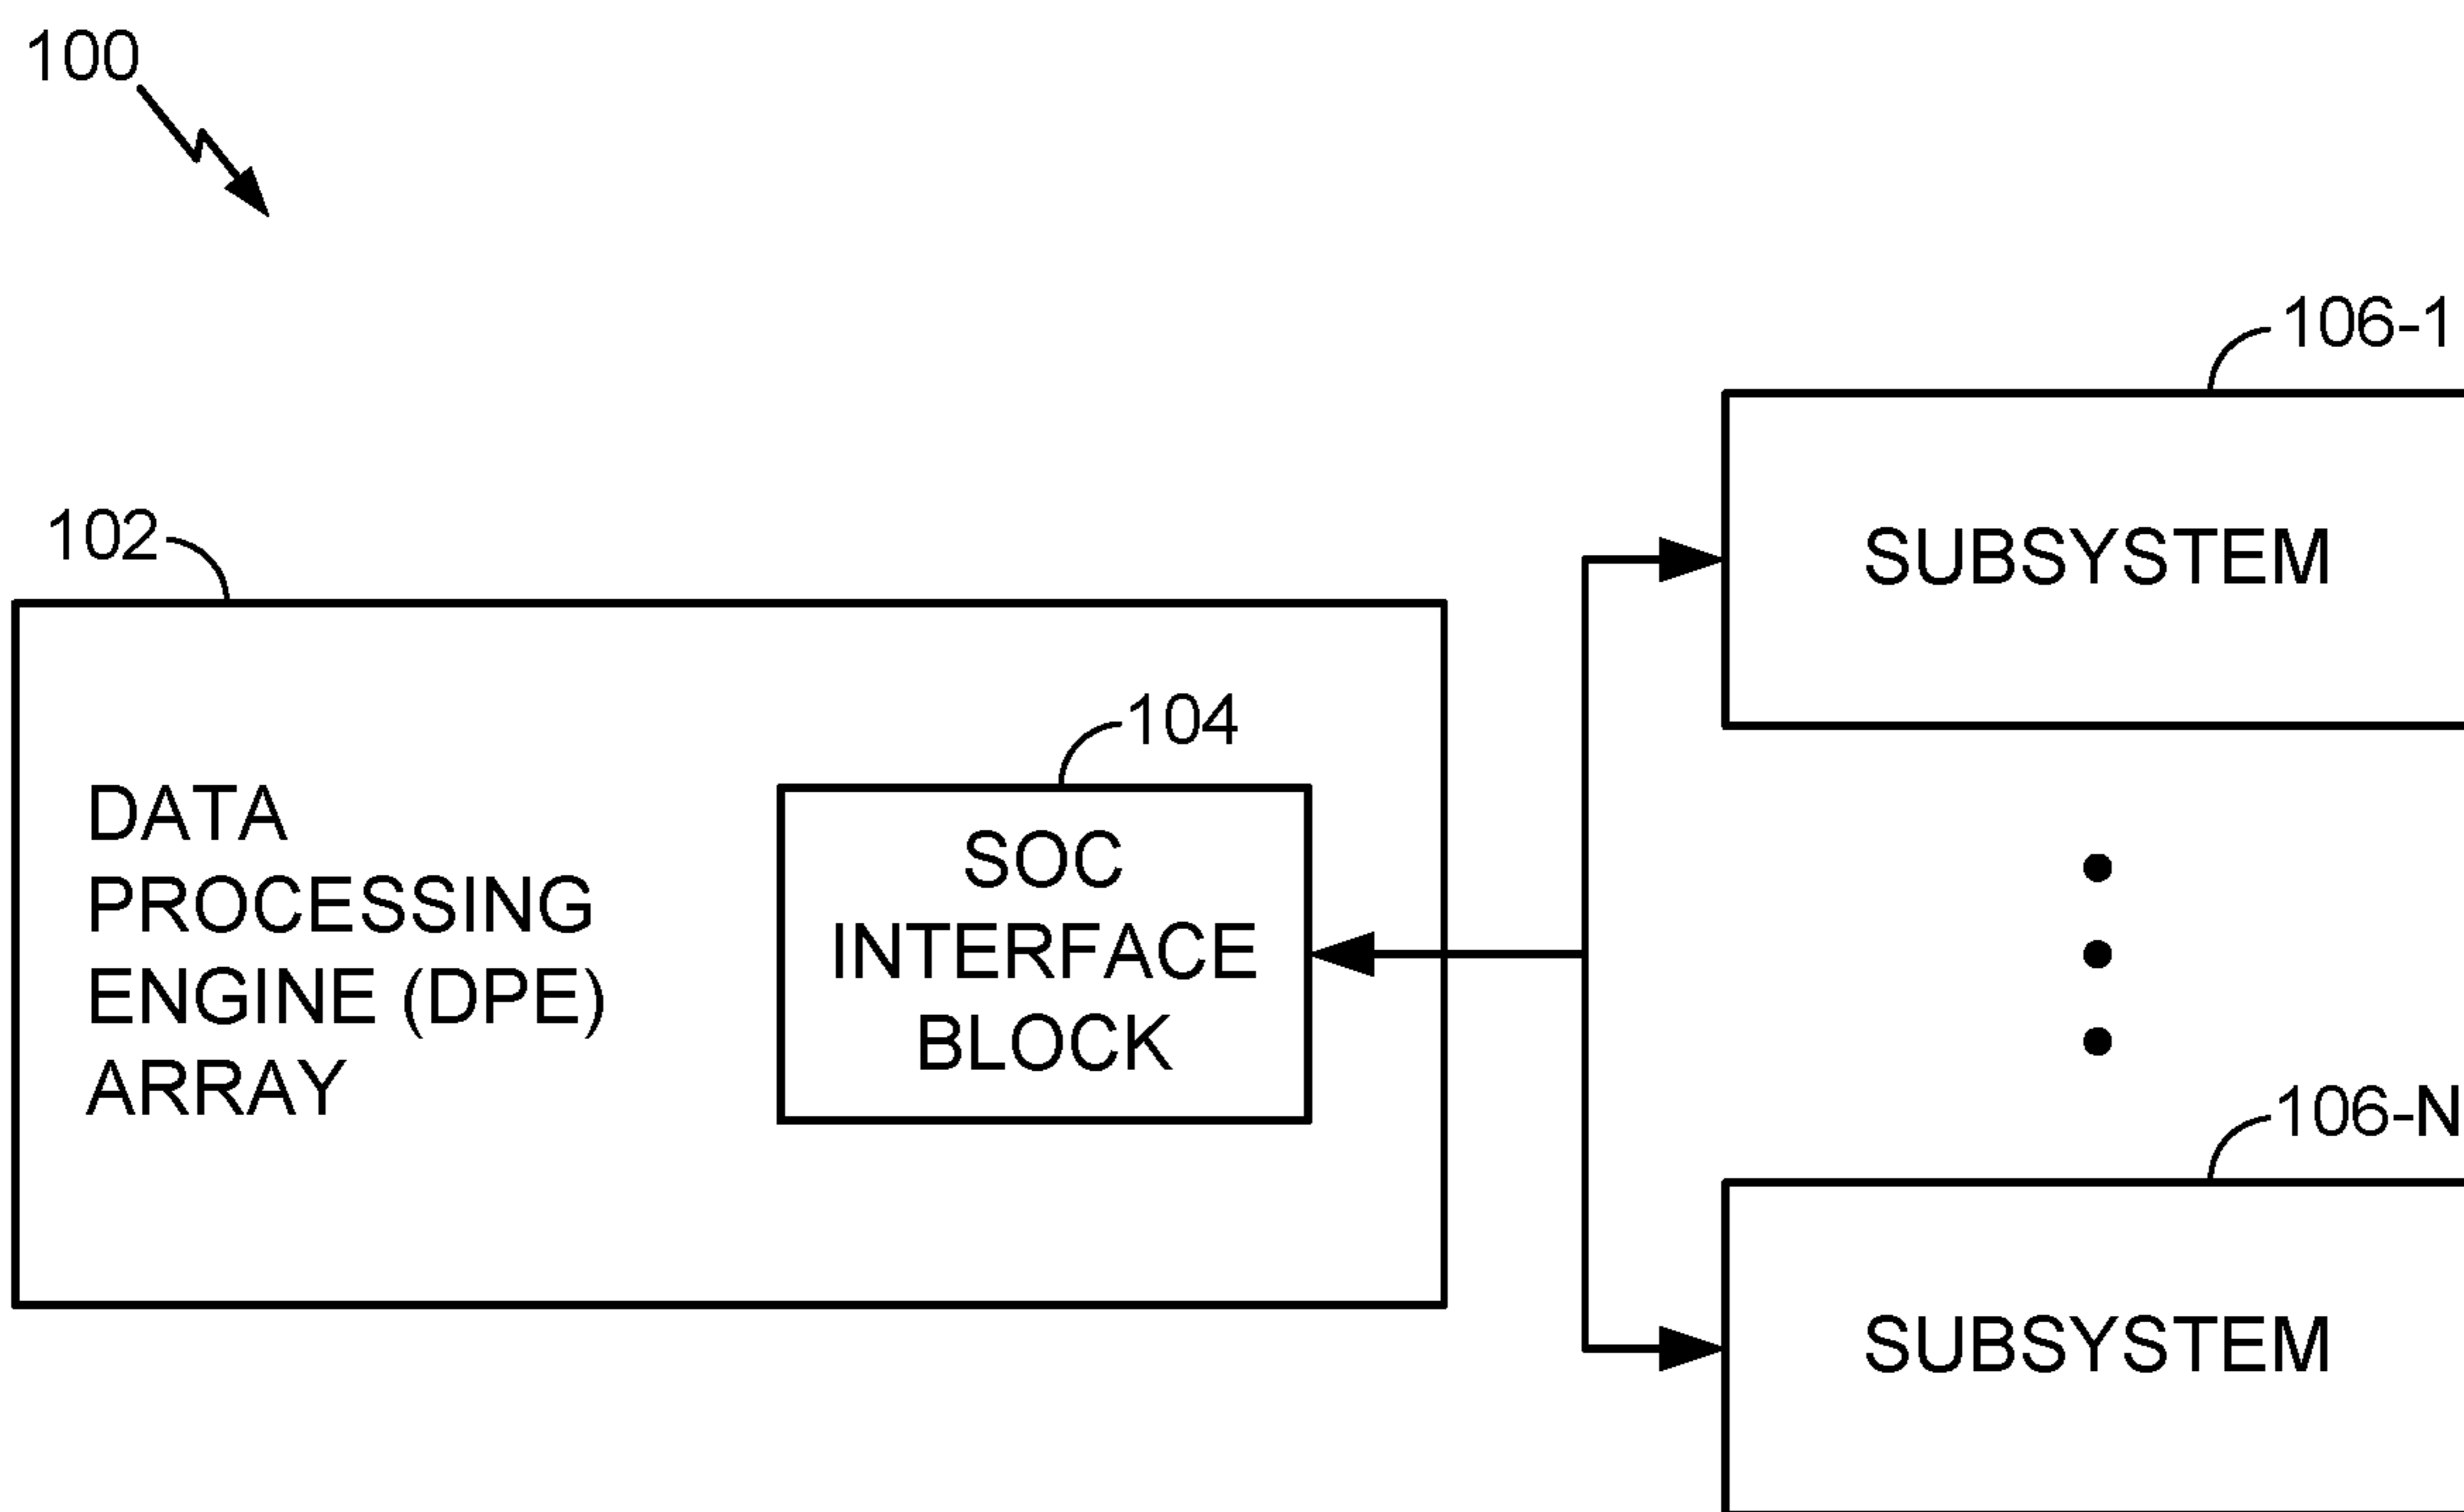 100
106-1
SUBSYSTEM
102
104
DATA
PROCESSING
ENGINE (DPE)
ARRAY
SOC
INTERFACE
BLOCK
106-N
SUBSYSTEM